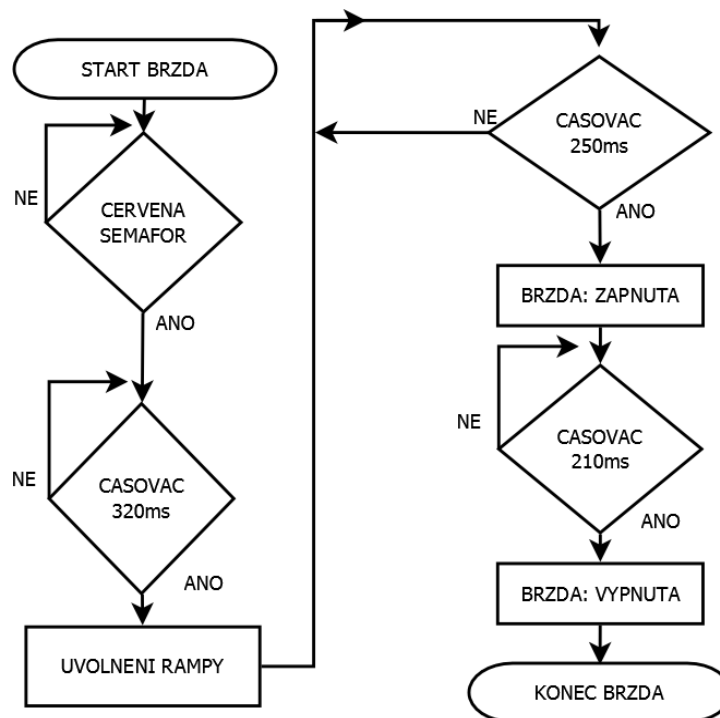 START BRZDA
NE
CERVENA
SEMAFOR
ANO
NE
CASOVAC
320ms
ANO
UVOLNENI RAMPY
NE
CASOVAC
250ms
ANO
BRZDA: ZAPNUTA
NE
CASOVAC
210ms
ANO
BRZDA: VYPNUTA
KONEC BRZDA